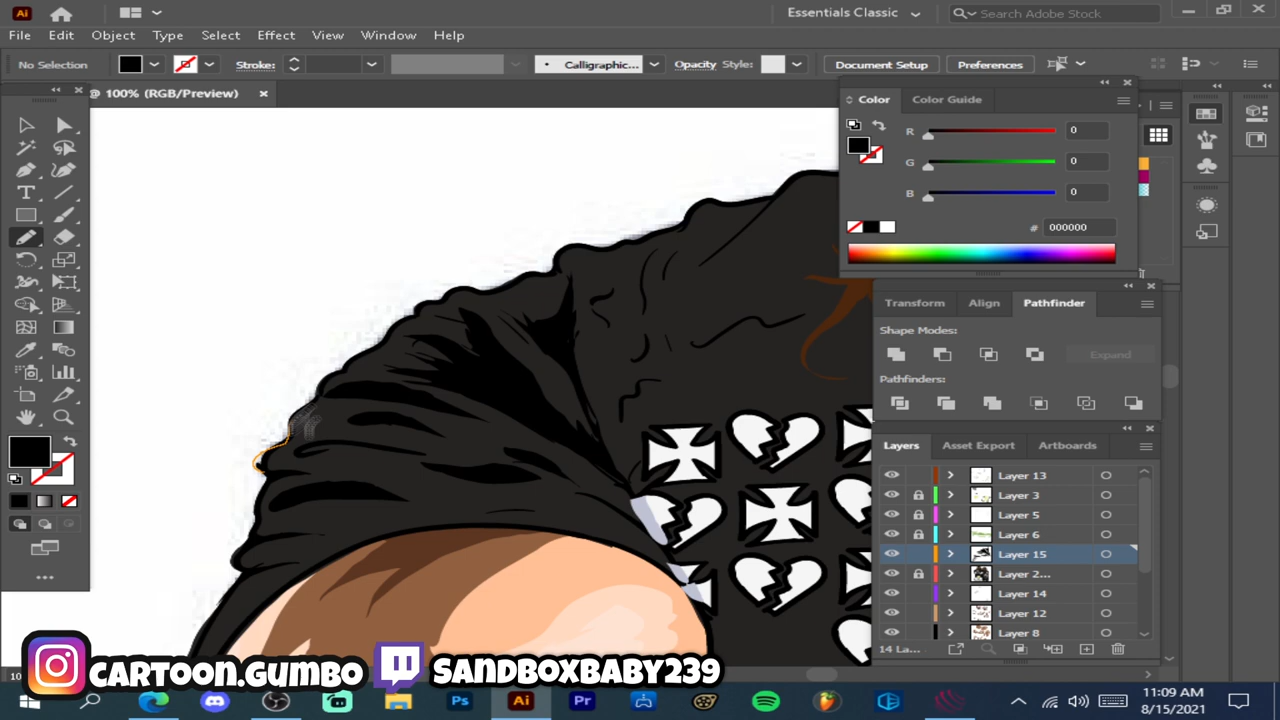 Ai
Essentials Classic
Search Adobe Stock
File Edit Object Type Select Effect View Window Help
No Selection Stroke: Calligraphic... Opacity Style: Document Setup Preferences
@ 100% (RGB/Preview)
Color Color Guide
R 0
G 0
B 0
# 000000
Transform Align Pathfinder
Shape Modes:
Expand
Pathfinders:
Layers Asset Export Artboards
Layer 13
Layer 3
Layer 5
Layer 6
Layer 15
Layer 2...
Layer 14
Layer 12
Layer 8
14 La...
CARTOON.GUMBO SANDBOXBABY239
Ps Ai Pr
11:09 AM
8/15/2021